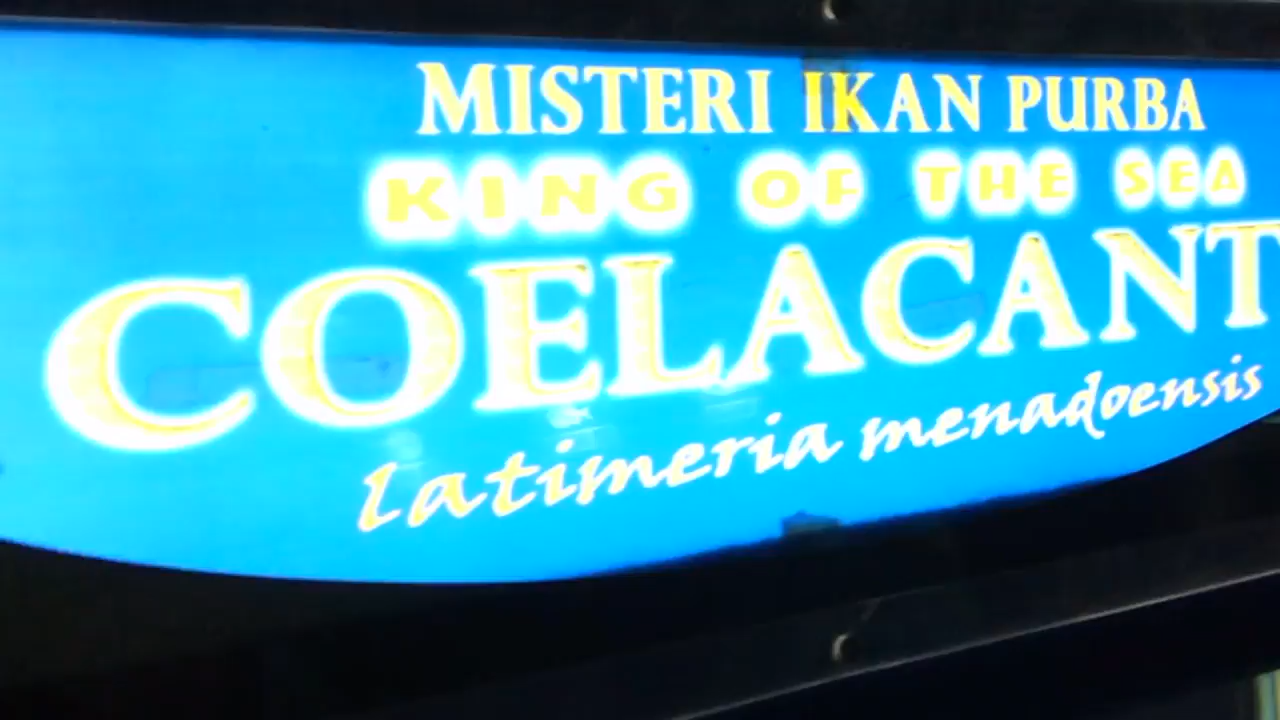 MISTERI IKAN PURBA
KING OF THE SEA
COELACANT
latimeria menadoensis